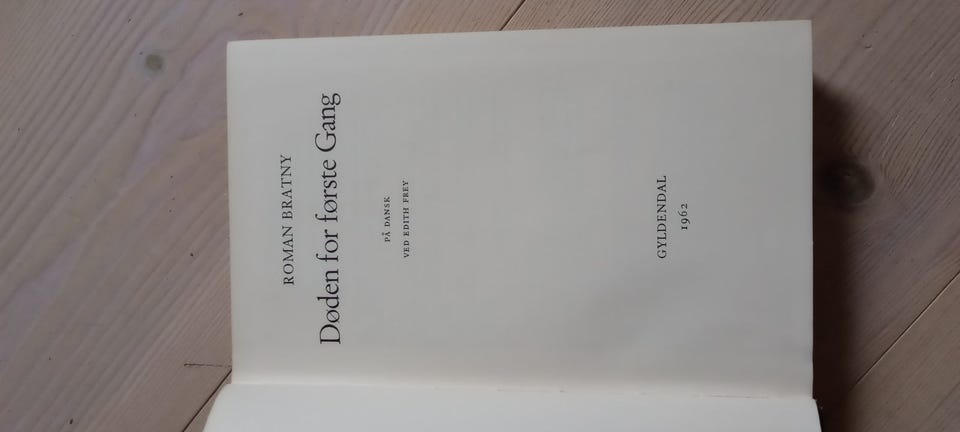 ROMAN BRATNY
Døden for første Gang
PÅ DANSK
VED EDITH FREY
GYLDENDAL
1962